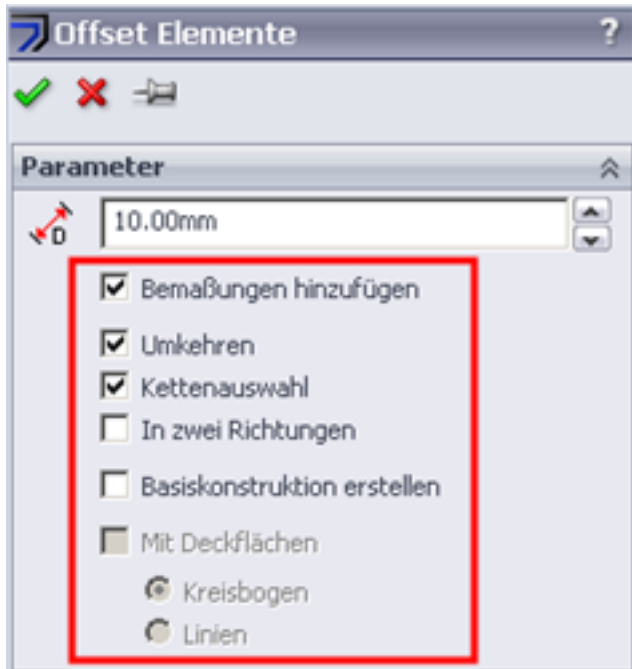 Offset Elemente ?
Parameter
D 10.00mm
Bemaßungen hinzufügen
Umkehren
Kettenauswahl
In zwei Richtungen
Basiskonstruktion erstellen
Mit Deckflächen
Kreisbogen
Linien